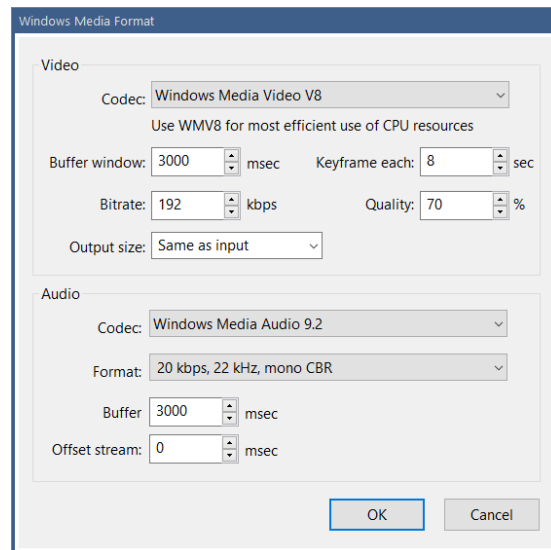 Windows Media Format
Video
Codec: Windows Media Video V8
Use WMV8 for most efficient use of CPU resources
Buffer window: 3000 msec Keyframe each: 8 sec
Bitrate: 192 kbps Quality: 70 %
Output size: Same as input
Audio
Codec: Windows Media Audio 9.2
Format: 20 kbps, 22 kHz, mono CBR
Buffer 3000 msec
Offset stream: 0 msec
OK Cancel